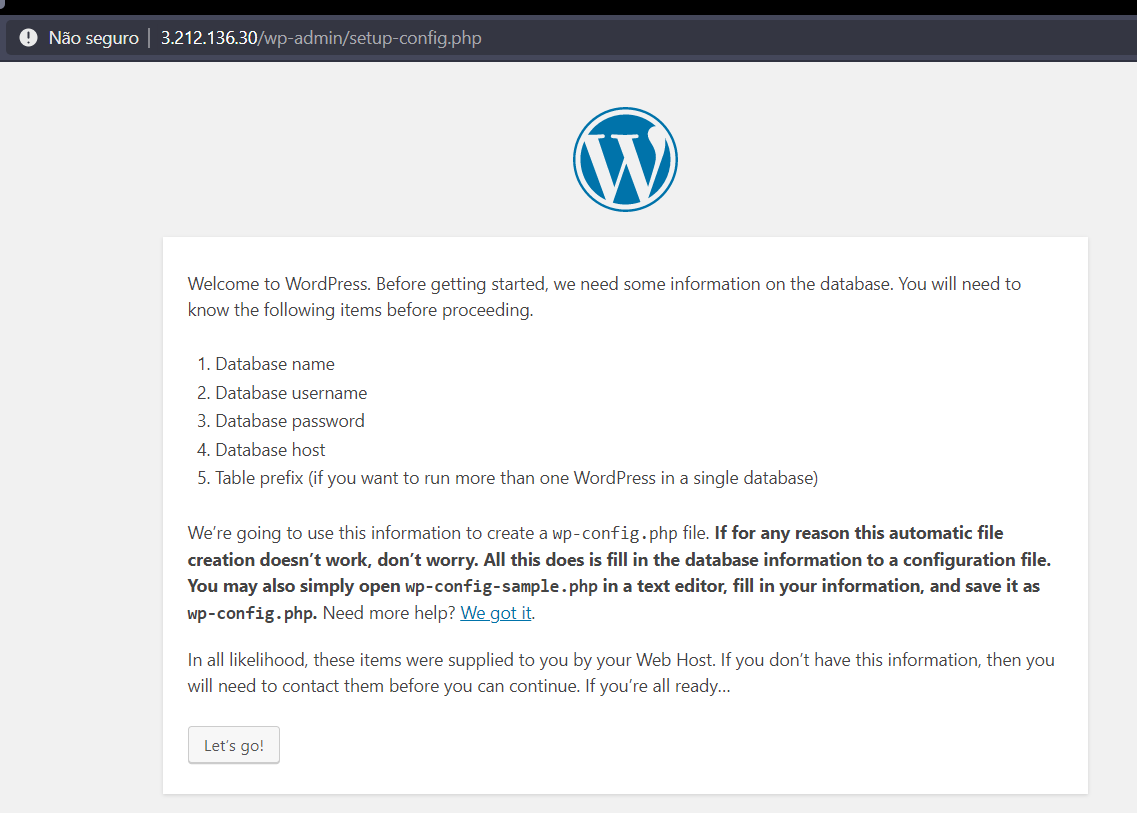 Não seguro | 3.212.136.30/wp-admin/setup-config.php
W
Welcome to WordPress. Before getting started, we need some information on the database. You will need to
know the following items before proceeding.
1. Database name
2. Database username
3. Database password
4. Database host
5. Table prefix (if you want to run more than one WordPress in a single database)
We’re going to use this information to create a wp-config.php file. If for any reason this automatic file
creation doesn’t work, don’t worry. All this does is fill in the database information to a configuration file.
You may also simply open wp-config-sample.php in a text editor, fill in your information, and save it as
wp-config.php. Need more help? We got it.
In all likelihood, these items were supplied to you by your Web Host. If you don’t have this information, then you
will need to contact them before you can continue. If you’re all ready…
Let’s go!